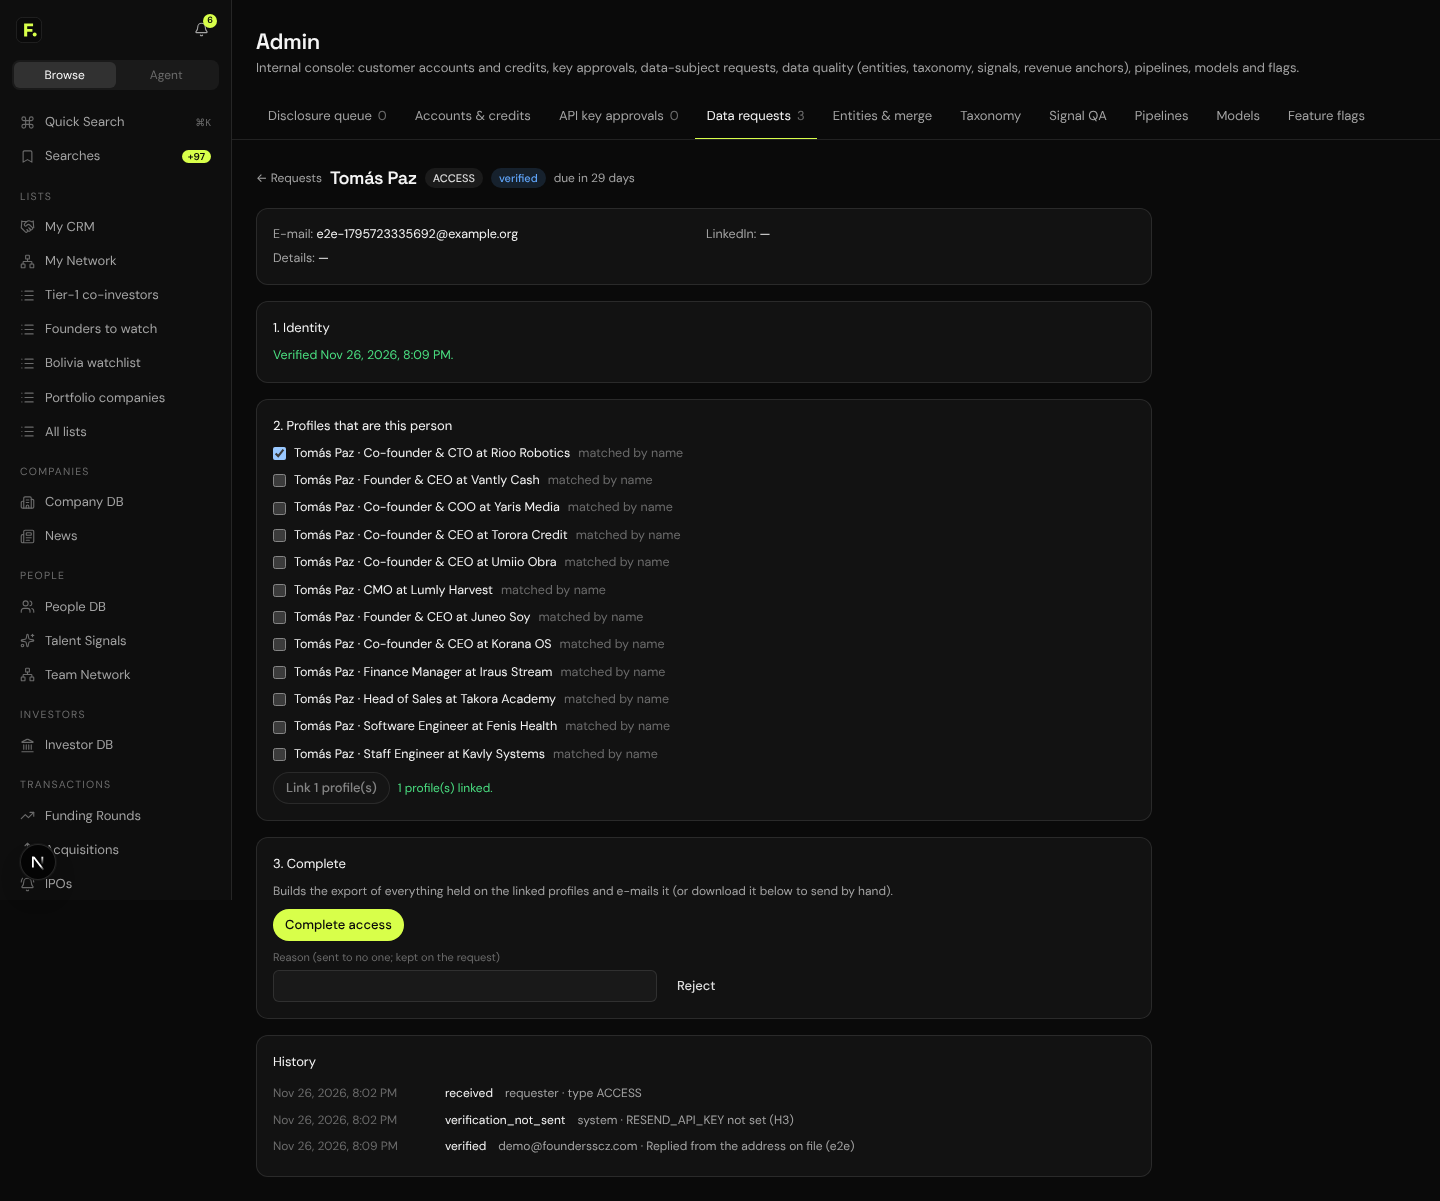 F.
6
Browse
Agent
Quick Search
⌘K
Searches
+97
LISTS
My CRM
My Network
Tier-1 co-investors
Founders to watch
Bolivia watchlist
Portfolio companies
All lists
COMPANIES
Company DB
News
PEOPLE
People DB
Talent Signals
Team Network
INVESTORS
Investor DB
TRANSACTIONS
Funding Rounds
Acquisitions
N
IPOs
Admin
Internal console: customer accounts and credits, key approvals, data-subject requests, data quality (entities, taxonomy, signals, revenue anchors), pipelines, models and flags.
Disclosure queue 0 Accounts & credits API key approvals 0 Data requests 3 Entities & merge Taxonomy Signal QA Pipelines Models Feature flags
← Requests Tomás Paz ACCESS verified due in 29 days
E-mail: e2e-1795723335692@example.org LinkedIn: —
Details: —
1. Identity
Verified Nov 26, 2026, 8:09 PM.
2. Profiles that are this person
Tomás Paz · Co-founder & CTO at Rioo Robotics matched by name
Tomás Paz · Founder & CEO at Vantly Cash matched by name
Tomás Paz · Co-founder & COO at Yaris Media matched by name
Tomás Paz · Co-founder & CEO at Torora Credit matched by name
Tomás Paz · Co-founder & CEO at Umiio Obra matched by name
Tomás Paz · CMO at Lumly Harvest matched by name
Tomás Paz · Founder & CEO at Juneo Soy matched by name
Tomás Paz · Co-founder & CEO at Korana OS matched by name
Tomás Paz · Finance Manager at Iraus Stream matched by name
Tomás Paz · Head of Sales at Takora Academy matched by name
Tomás Paz · Software Engineer at Fenis Health matched by name
Tomás Paz · Staff Engineer at Kavly Systems matched by name
Link 1 profile(s) 1 profile(s) linked.
3. Complete
Builds the export of everything held on the linked profiles and e-mails it (or download it below to send by hand).
Complete access
Reason (sent to no one; kept on the request)
Reject
History
Nov 26, 2026, 8:02 PM received requester · type ACCESS
Nov 26, 2026, 8:02 PM verification_not_sent system · RESEND_API_KEY not set (H3)
Nov 26, 2026, 8:09 PM verified demo@foundersscz.com · Replied from the address on file (e2e)